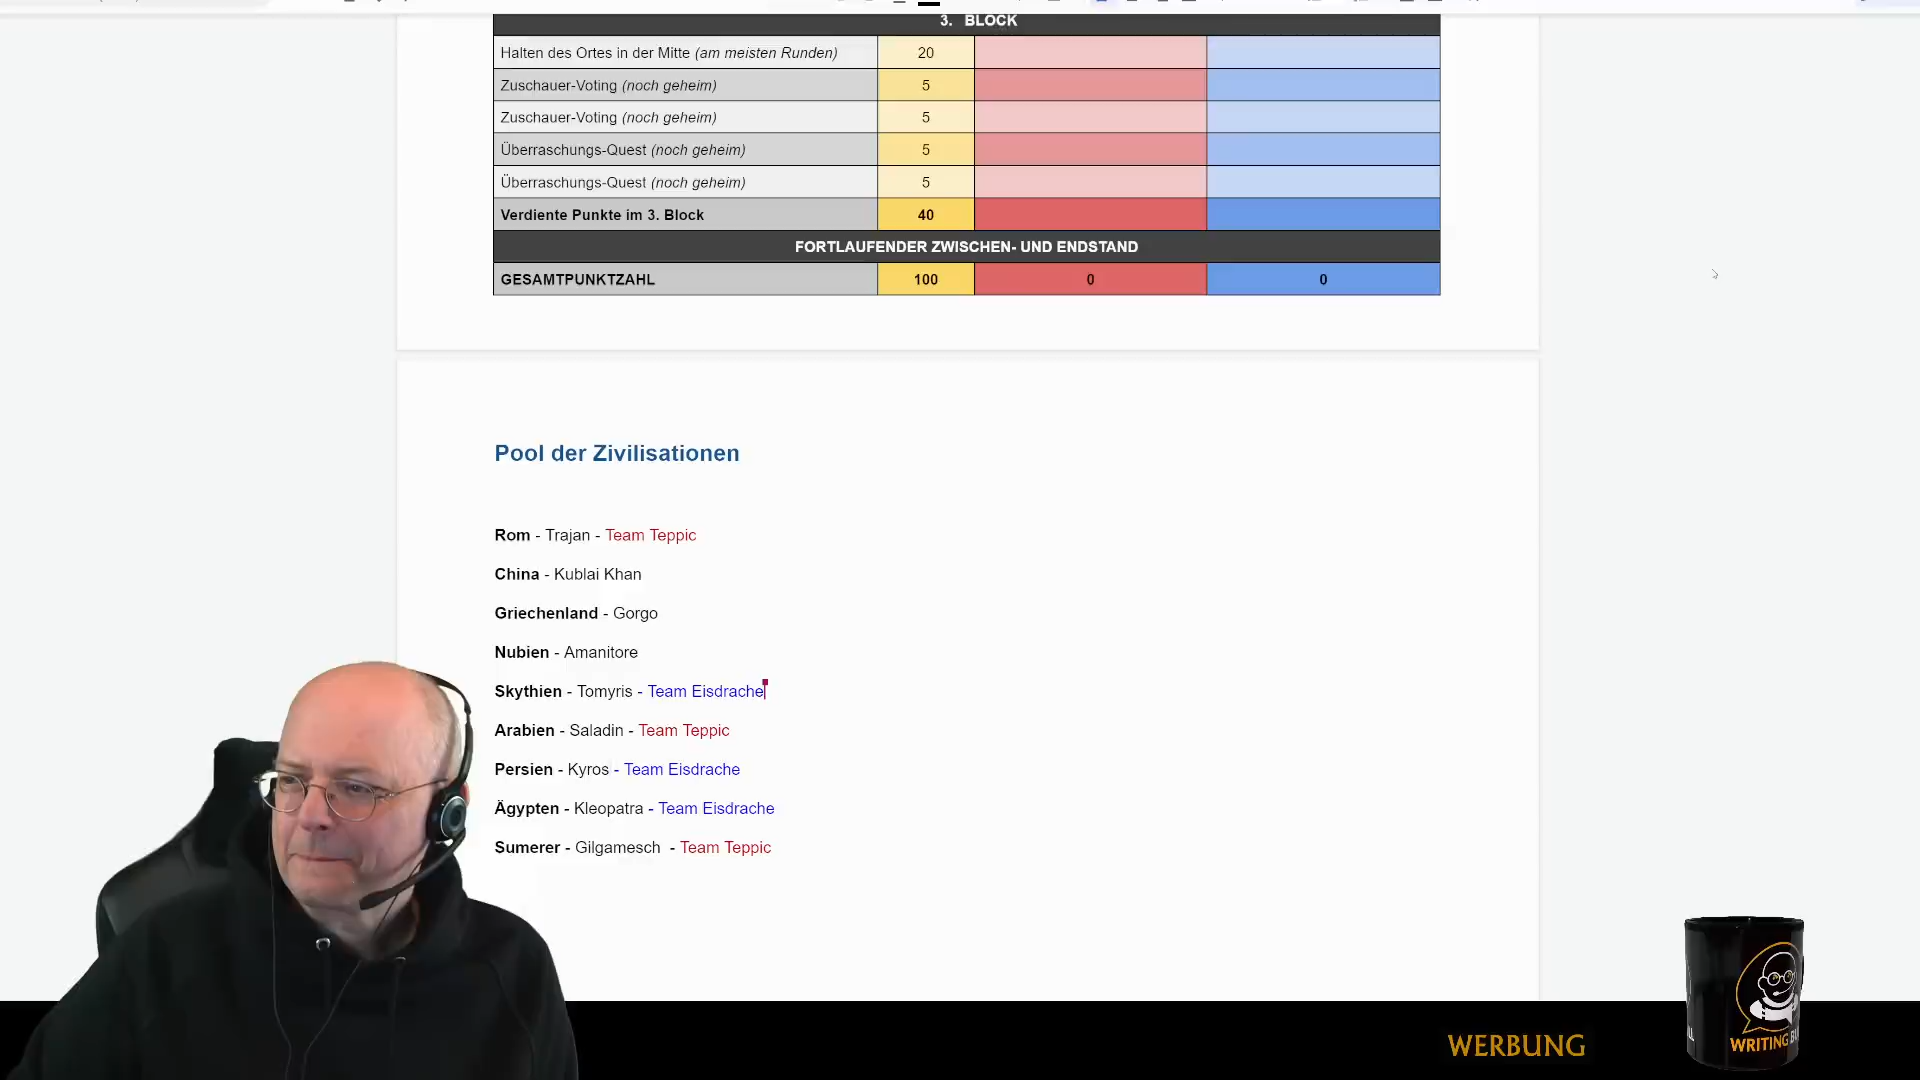 3. BLOCK
Halten des Ortes in der Mitte (am meisten Runden) 20
Zuschauer-Voting (noch geheim) 5
Zuschauer-Voting (noch geheim) 5
Überraschungs-Quest (noch geheim) 5
Überraschungs-Quest (noch geheim) 5
Verdiente Punkte im 3. Block 40
FORTLAUFENDER ZWISCHEN- UND ENDSTAND
GESAMTPUNKTZAHL 100 0 0
Pool der Zivilisationen
Rom - Trajan - Team Teppic
China - Kublai Khan
Griechenland - Gorgo
Nubien - Amanitore
Skythien - Tomyris - Team Eisdrache
Arabien - Saladin - Team Teppic
Persien - Kyros - Team Eisdrache
Ägypten - Kleopatra - Team Eisdrache
Sumerer - Gilgamesch - Team Teppic
WERBUNG
WRITING